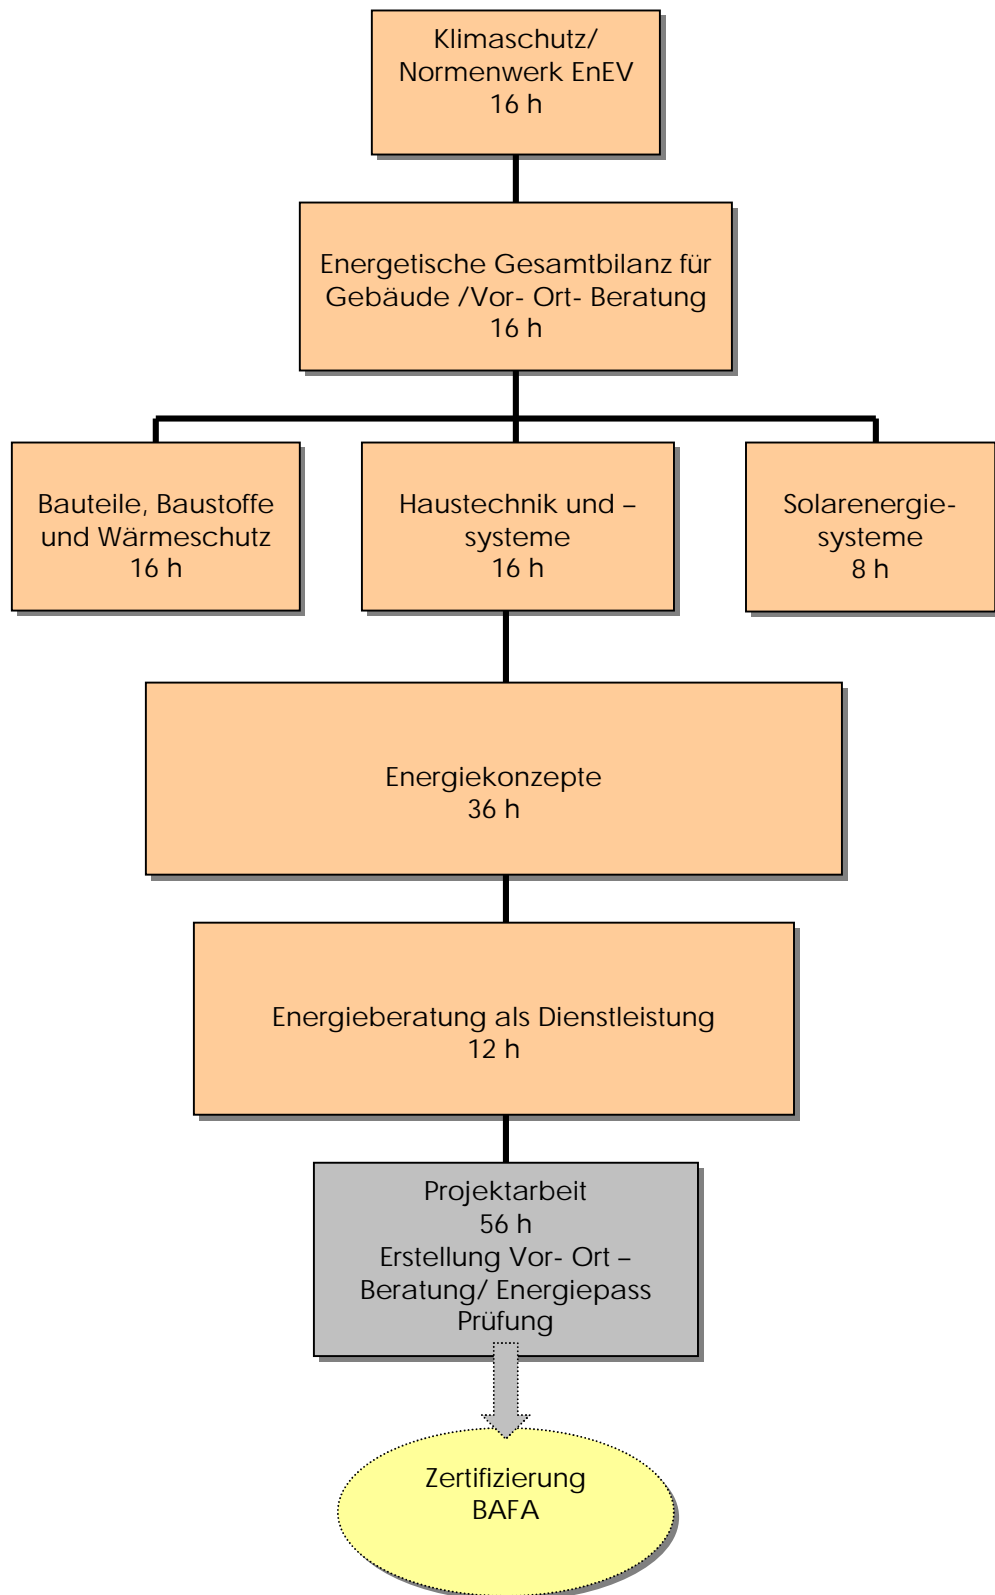 Klimaschutz/
Normenwerk EnEV
16 h
Energetische Gesamtbilanz für
Gebäude /Vor- Ort- Beratung
16 h
Bauteile, Baustoffe
und Wärmeschutz
16 h
Haustechnik und –
systeme
16 h
Solarenergie-
systeme
8 h
Energiekonzepte
36 h
Energieberatung als Dienstleistung
12 h
Projektarbeit
56 h
Erstellung Vor- Ort –
Beratung/ Energiepass
Prüfung
Zertifizierung
BAFA